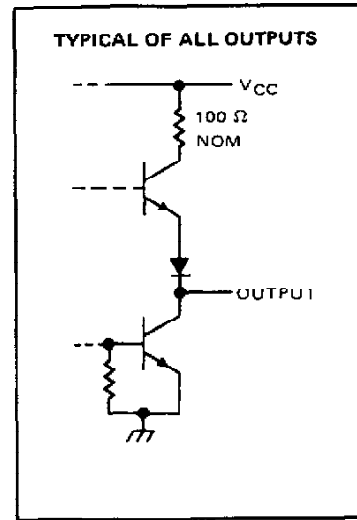 TYPICAL OF ALL OUTPUTS
VCC
100 Ω
NOM
OUTPUT